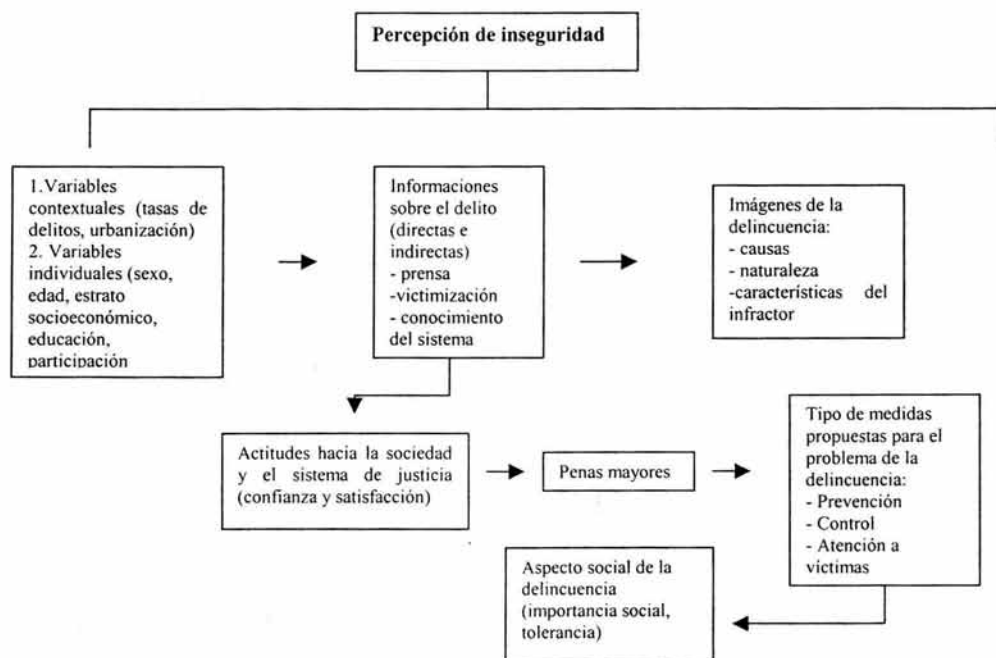 Percepción de inseguridad
1.Variables
contextuales (tasas de
delitos, urbanización)
2. Variables
individuales (sexo,
edad, estrato
socioeconómico,
educación,
participación
Informaciones
sobre el delito
(directas e
indirectas)
- prensa
-victimización
- conocimiento
del sistema
Imágenes de la
delincuencia:
- causas
- naturaleza
-características del
infractor
Actitudes hacia la sociedad
y el sistema de justicia
(confianza y satisfacción)
Penas mayores
Tipo de medidas
propuestas para el
problema de la
delincuencia:
- Prevención
- Control
- Atención a
víctimas
Aspecto social de la
delincuencia
(importancia social,
tolerancia)